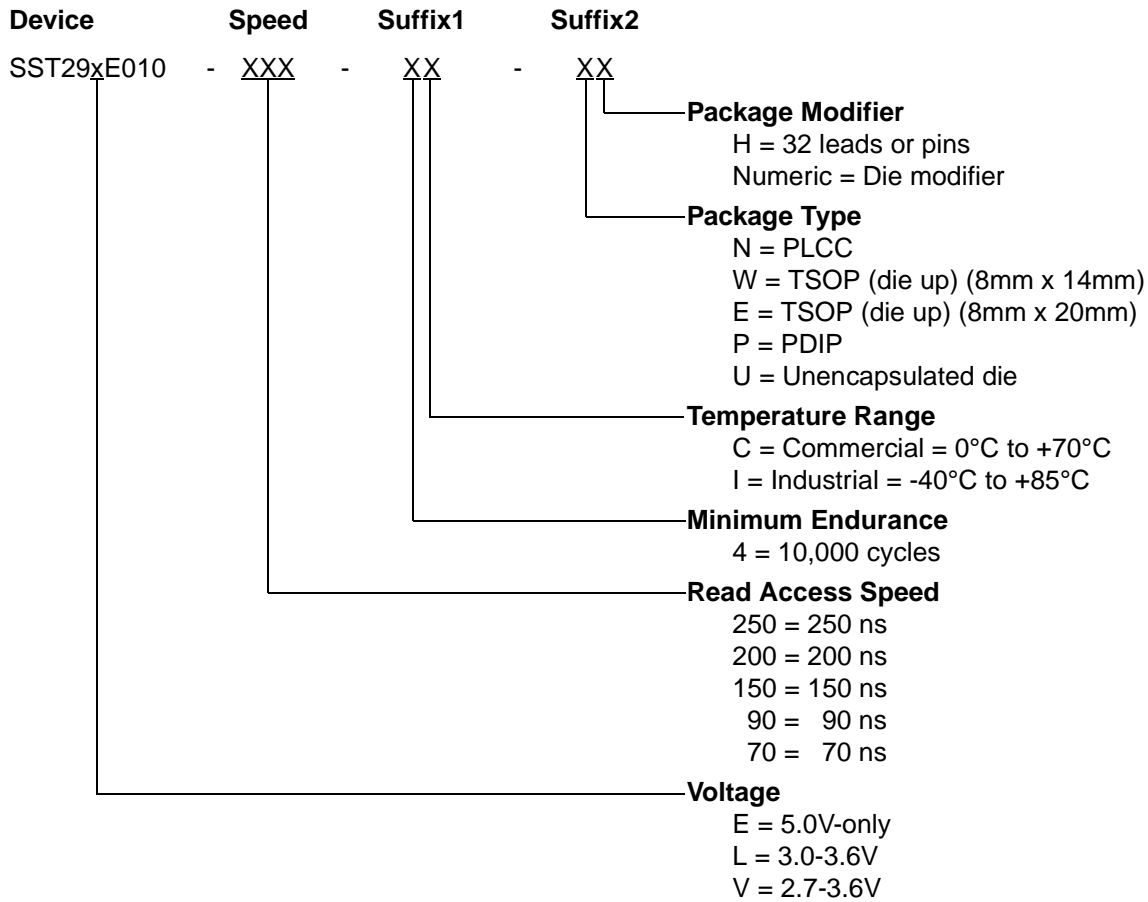 Device Speed Suffix1 Suffix2
SST29xE010 - XXX - XX - XX
Package Modifier
H = 32 leads or pins
Numeric = Die modifier
Package Type
N = PLCC
W = TSOP (die up) (8mm x 14mm)
E = TSOP (die up) (8mm x 20mm)
P = PDIP
U = Unencapsulated die
Temperature Range
C = Commercial = 0°C to +70°C
I = Industrial = -40°C to +85°C
Minimum Endurance
4 = 10,000 cycles
Read Access Speed
250 = 250 ns
200 = 200 ns
150 = 150 ns
90 = 90 ns
70 = 70 ns
Voltage
E = 5.0V-only
L = 3.0-3.6V
V = 2.7-3.6V